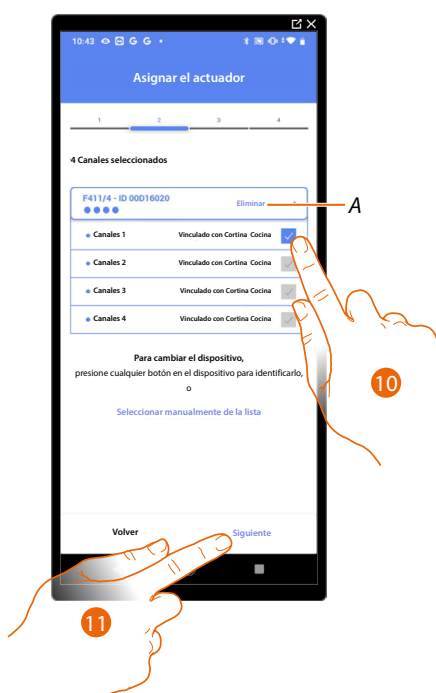 10:43 G G
Asignar el actuador
1 2 3 4
4 Canales seleccionados
F411/4 - ID 00D16020
Eliminar
A
Canales 1 Vinculado con Cortina Cocina
Canales 2 Vinculado con Cortina Cocina
Canales 3 Vinculado con Cortina Cocina
Canales 4 Vinculado con Cortina Cocina
Para cambiar el dispositivo,
presione cualquier botón en el dispositivo para identificarlo,
o
Seleccionar manualmente de la lista
10
Volver Siguiente
11